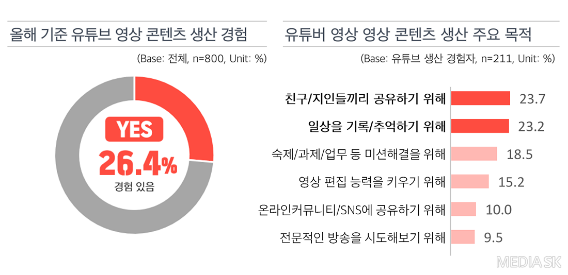 올해 기준 유튜브 영상 콘텐츠 생산 경험
(Base: 전체, n=800, Unit: %)
YES
26.4%
경험 있음
유튜버 영상 영상 콘텐츠 생산 주요 목적
(Base: 유튜브 생산 경험자, n=211, Unit: %)
친구/지인들끼리 공유하기 위해 23.7
일상을 기록/추억하기 위해 23.2
숙제/과제/업무 등 미션해결을 위해 18.5
영상 편집 능력을 키우기 위해 15.2
온라인커뮤니티/SNS에 공유하기 위해 10.0
전문적인 방송을 시도해보기 위해 9.5
MEDIA SK